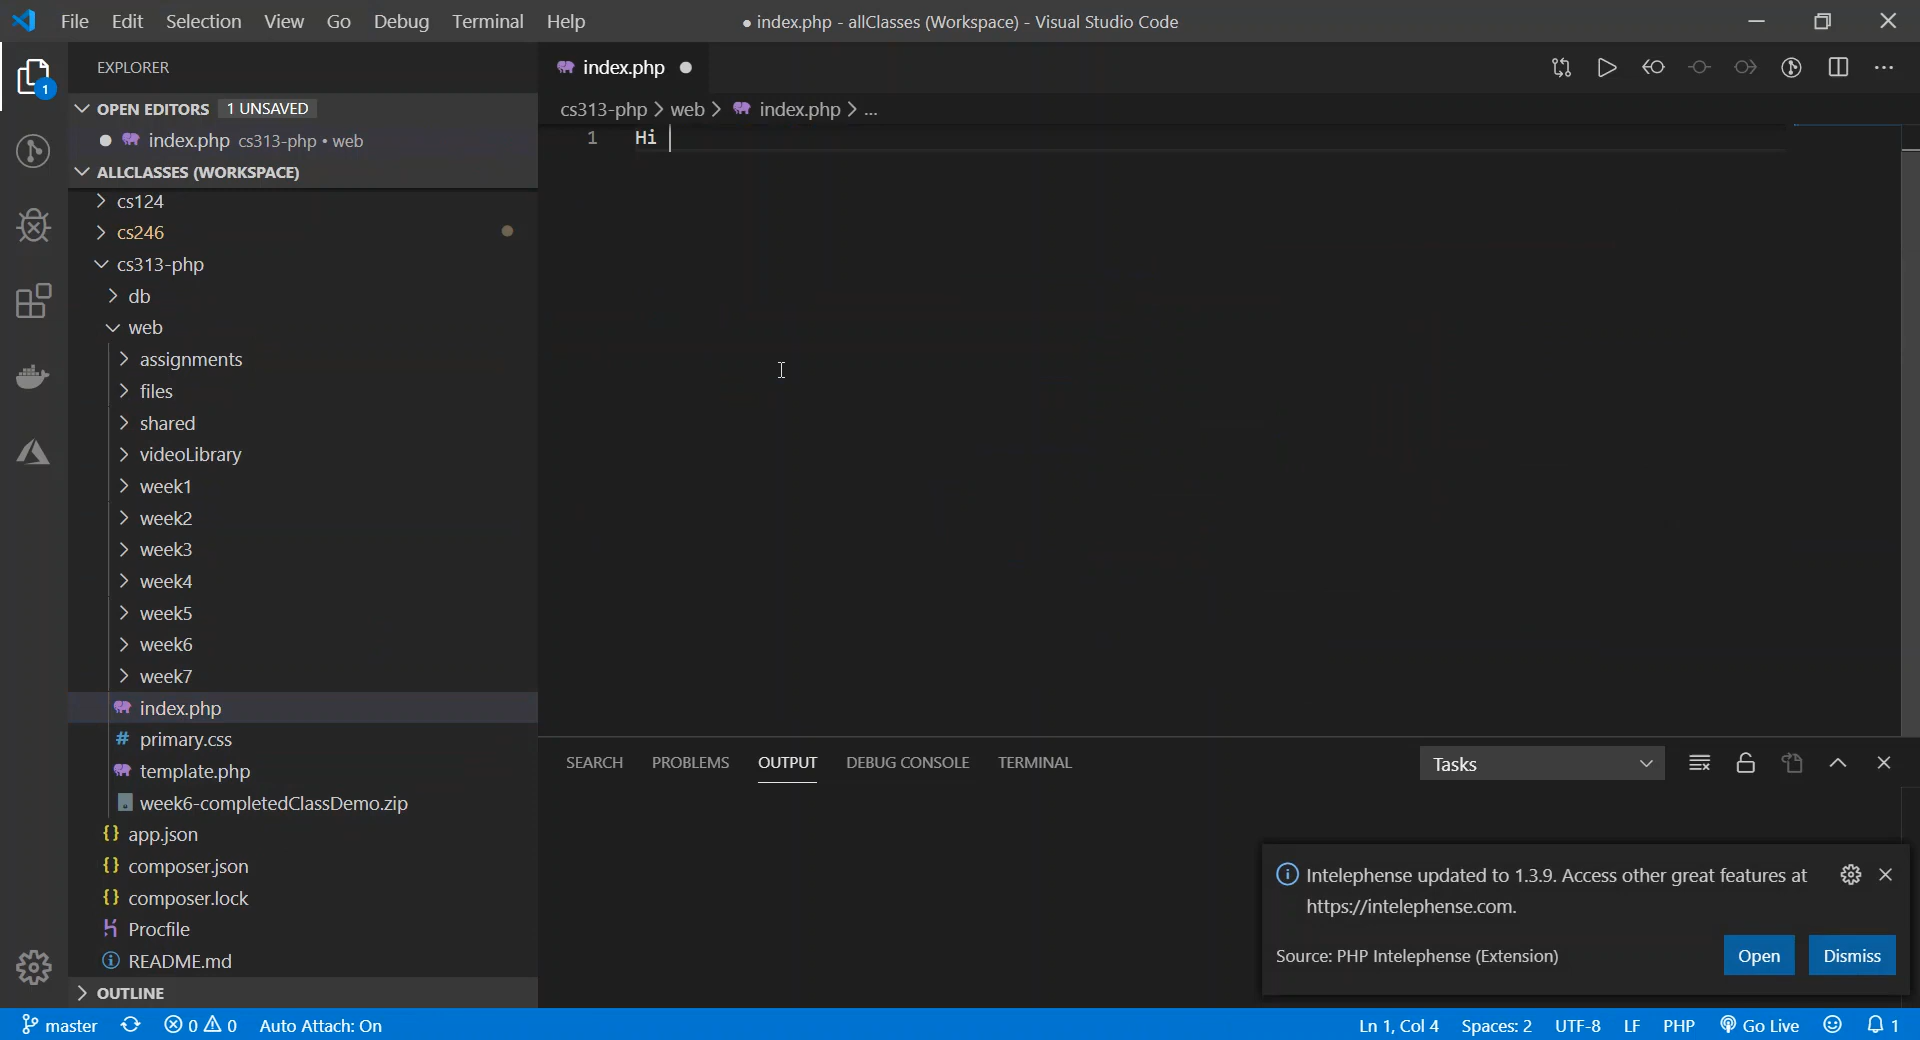 File Edit Selection View Go Debug Terminal Help
● index.php - allClasses (Workspace) - Visual Studio Code
EXPLORER
OPEN EDITORS 1 UNSAVED
index.php cs313-php • web
ALLCLASSES (WORKSPACE)
cs124
cs246
cs313-php
db
web
assignments
files
shared
videoLibrary
week1
week2
week3
week4
week5
week6
week7
index.php
# primary.css
template.php
week6-completedClassDemo.zip
{} app.json
{} composer.json
{} composer.lock
Procfile
README.md
OUTLINE
1
index.php
cs313-php > web > index.php > ...
1 Hi
SEARCH PROBLEMS OUTPUT DEBUG CONSOLE TERMINAL
Tasks
Intelephense updated to 1.3.9. Access other great features at
https://intelephense.com.
Source: PHP Intelephense (Extension)
Open Dismiss
master 0 0 Auto Attach: On
Ln 1, Col 4 Spaces: 2 UTF-8 LF PHP Go Live 1